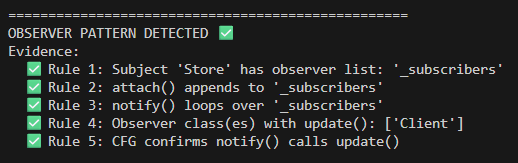 ==================================================
OBSERVER PATTERN DETECTED ✅
Evidence:
✅ Rule 1: Subject 'Store' has observer list: '_subscribers'
✅ Rule 2: attach() appends to '_subscribers'
✅ Rule 3: notify() loops over '_subscribers'
✅ Rule 4: Observer class(es) with update(): ['Client']
✅ Rule 5: CFG confirms notify() calls update()